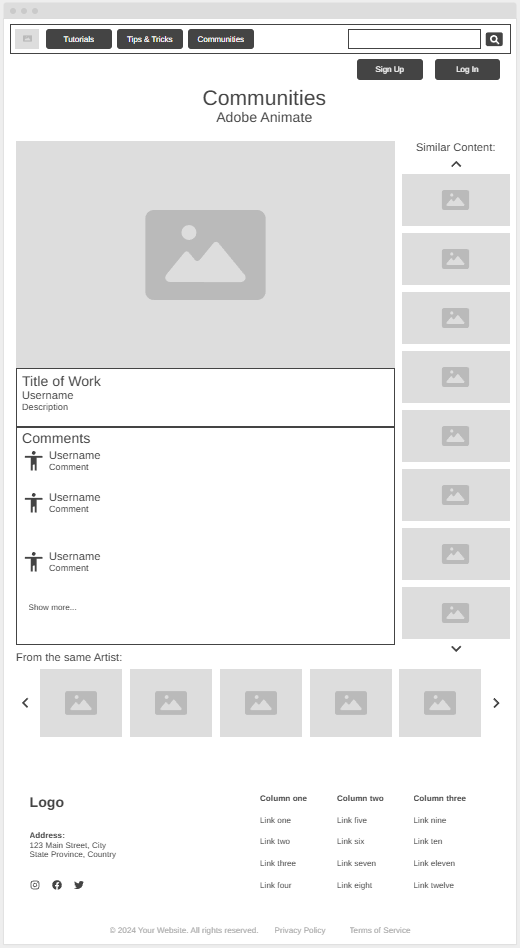 Tutorials Tips & Tricks Communities
Sign Up Log In
Communities
Adobe Animate
Similar Content:
Title of Work
Username
Description
Comments
Username
Comment
Username
Comment
Username
Comment
Show more...
From the same Artist:
Logo
Address:
123 Main Street, City
State Province, Country
Column one
Link one
Link two
Link three
Link four
Column two
Link five
Link six
Link seven
Link eight
Column three
Link nine
Link ten
Link eleven
Link twelve
© 2024 Your Website. All rights reserved. Privacy Policy Terms of Service